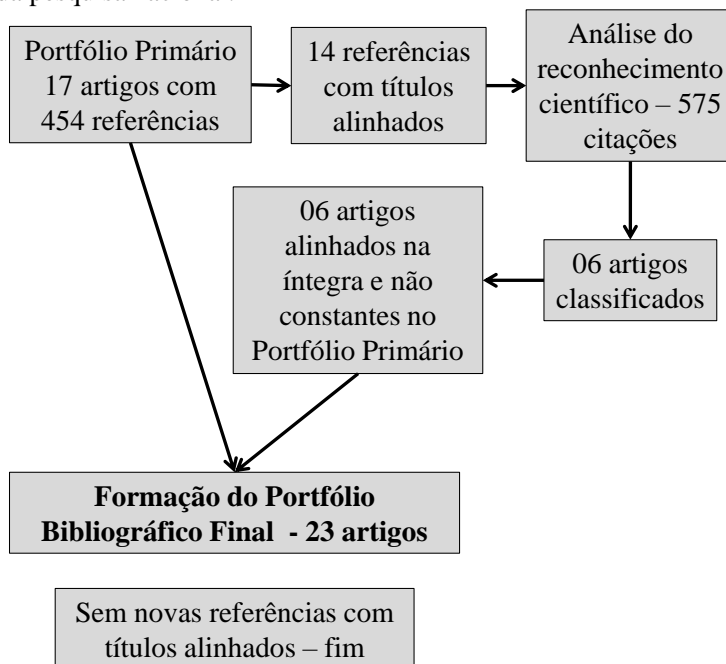 Portfólio Primário
17 artigos com
454 referências
14 referências
com títulos
alinhados
Análise do
reconhecimento
científico – 575
citações
06 artigos
alinhados na
íntegra e não
constantes no
Portfólio Primário
06 artigos
classificados
Formação do Portfólio
Bibliográfico Final - 23 artigos
Sem novas referências com
títulos alinhados – fim